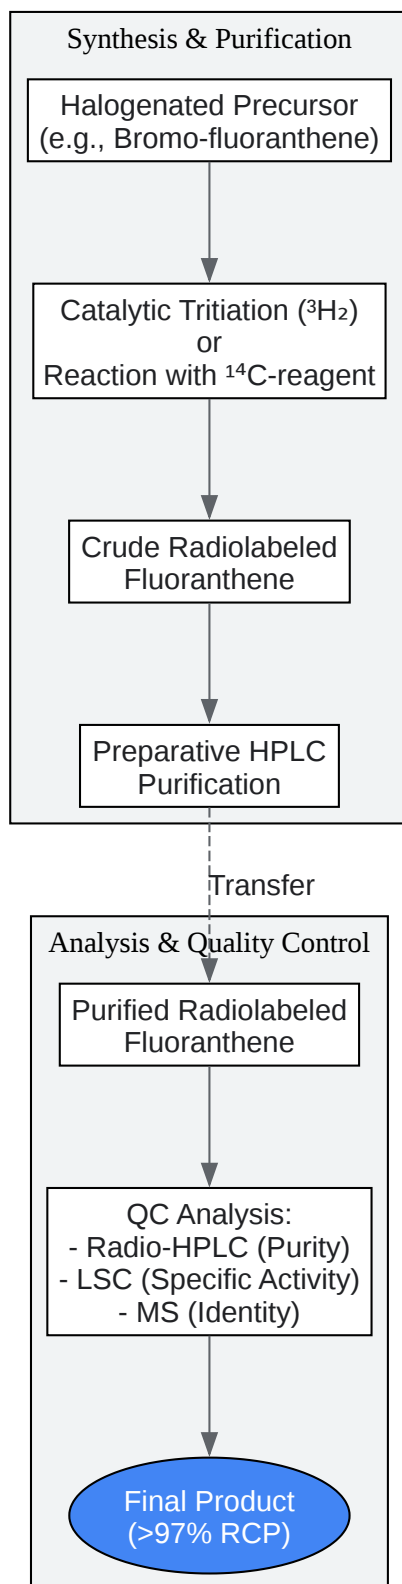 Synthesis & Purification
Halogenated Precursor
(e.g., Bromo-fluoranthene)
Catalytic Tritiation (³H₂)
or
Reaction with ¹⁴C-reagent
Crude Radiolabeled
Fluoranthene
Preparative HPLC
Purification
Transfer
Analysis & Quality Control
Purified Radiolabeled
Fluoranthene
QC Analysis:
- Radio-HPLC (Purity)
- LSC (Specific Activity)
- MS (Identity)
Final Product
(>97% RCP)